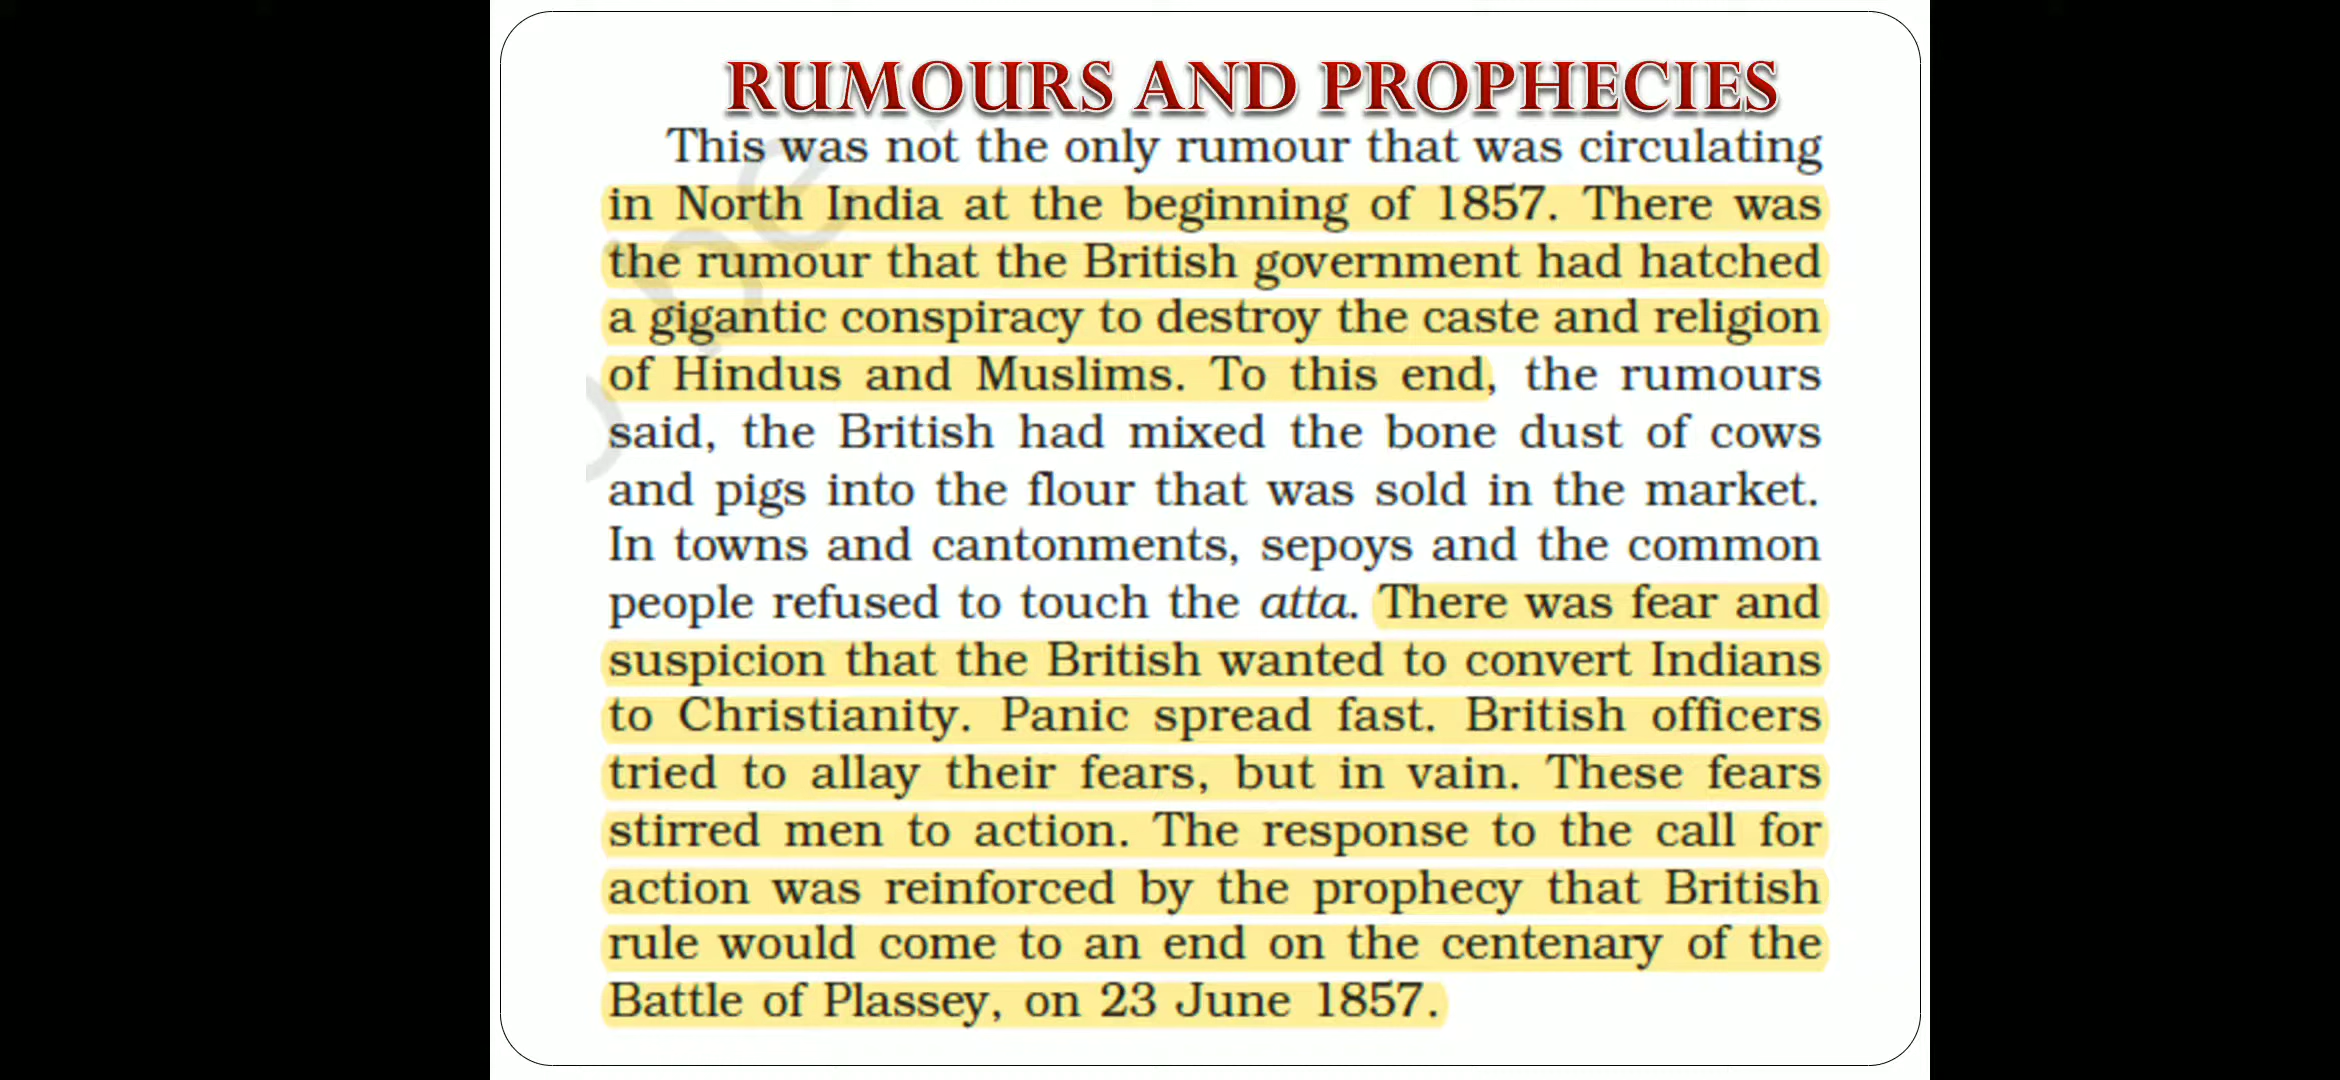 RUMOURS AND PROPHECIES
This was not the only rumour that was circulating
in North India at the beginning of 1857. There was
the rumour that the British government had hatched
a gigantic conspiracy to destroy the caste and religion
of Hindus and Muslims. To this end, the rumours
said, the British had mixed the bone dust of cows
and pigs into the flour that was sold in the market.
In towns and cantonments, sepoys and the common
people refused to touch the atta. There was fear and
suspicion that the British wanted to convert Indians
to Christianity. Panic spread fast. British officers
tried to allay their fears, but in vain. These fears
stirred men to action. The response to the call for
action was reinforced by the prophecy that British
rule would come to an end on the centenary of the
Battle of Plassey, on 23 June 1857.